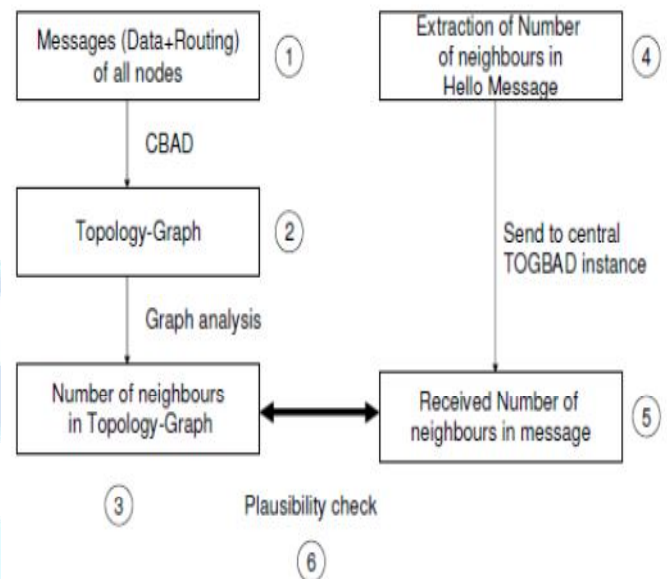 Messages (Data+Routing)
of all nodes
1
CBAD
Topology-Graph
2
Graph analysis
Number of neighbours
in Topology-Graph
3
Extraction of Number
of neighbours in
Hello Message
4
Send to central
TOGBAD instance
Received Number of
neighbours in message
5
Plausibility check
6